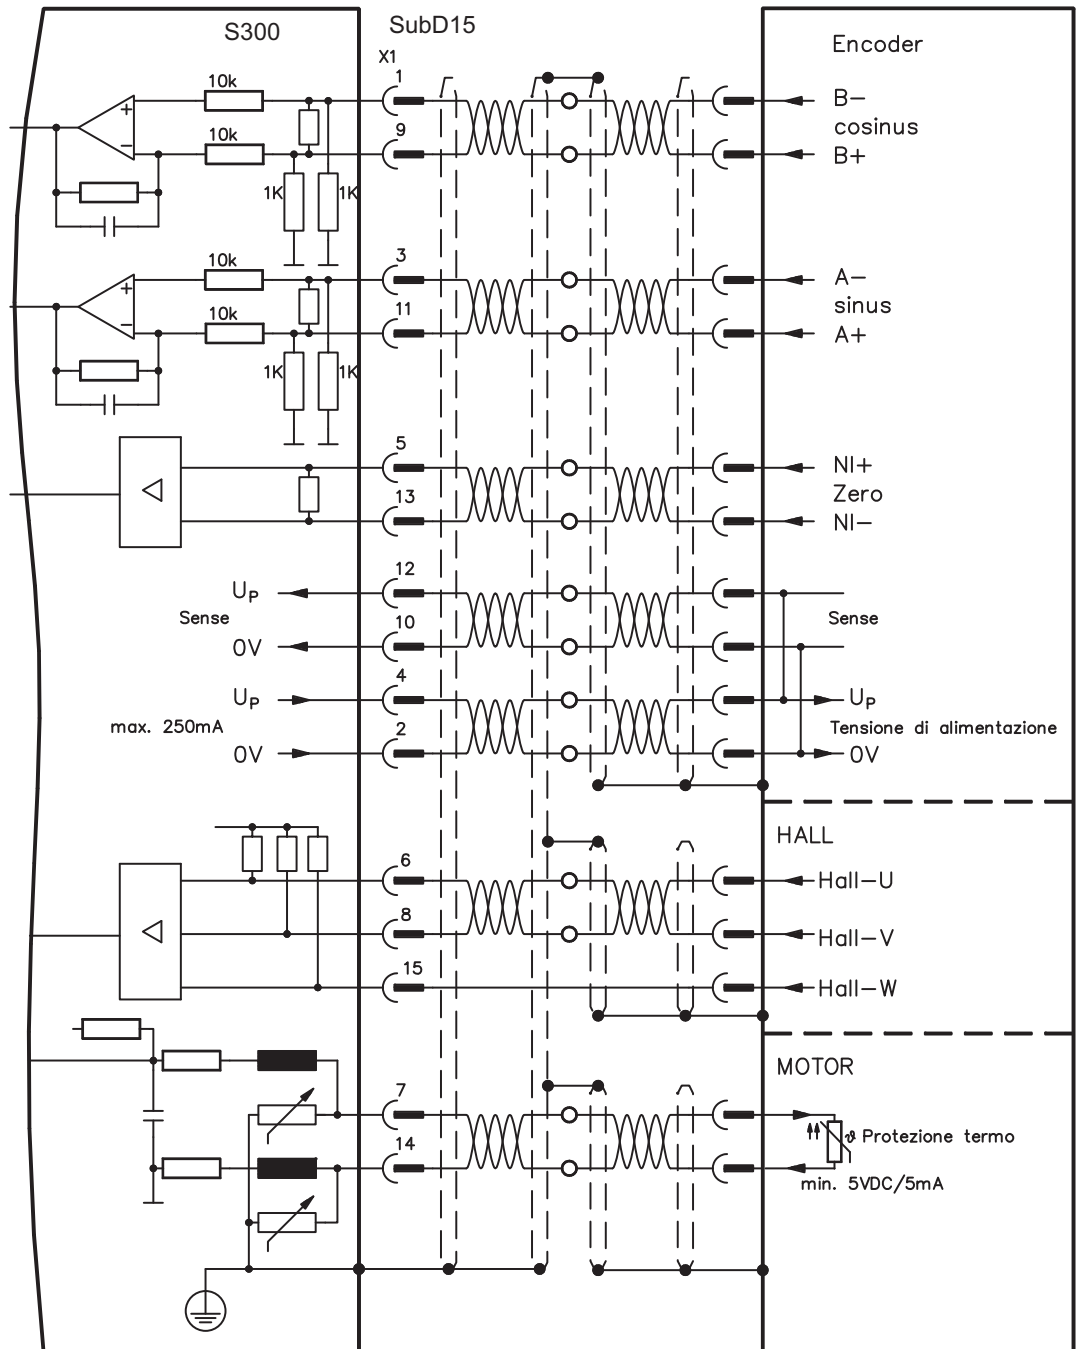 S300 SubD15 Encoder
X1
10k 1 B-
cosinus
10k 9 B+
1K 1K
10k 3 A-
sinus
10k 11 A+
1K 1K
5 NI+
Zero
13 NI-
12
UP
Sense Sense
10
0V
4
UP UP
max. 250mA Tensione di alimentazione
2
0V 0V
HALL
6 Hall-U
8 Hall-V
15 Hall-W
MOTOR
7
ϑ Protezione termo
14
min. 5VDC/5mA